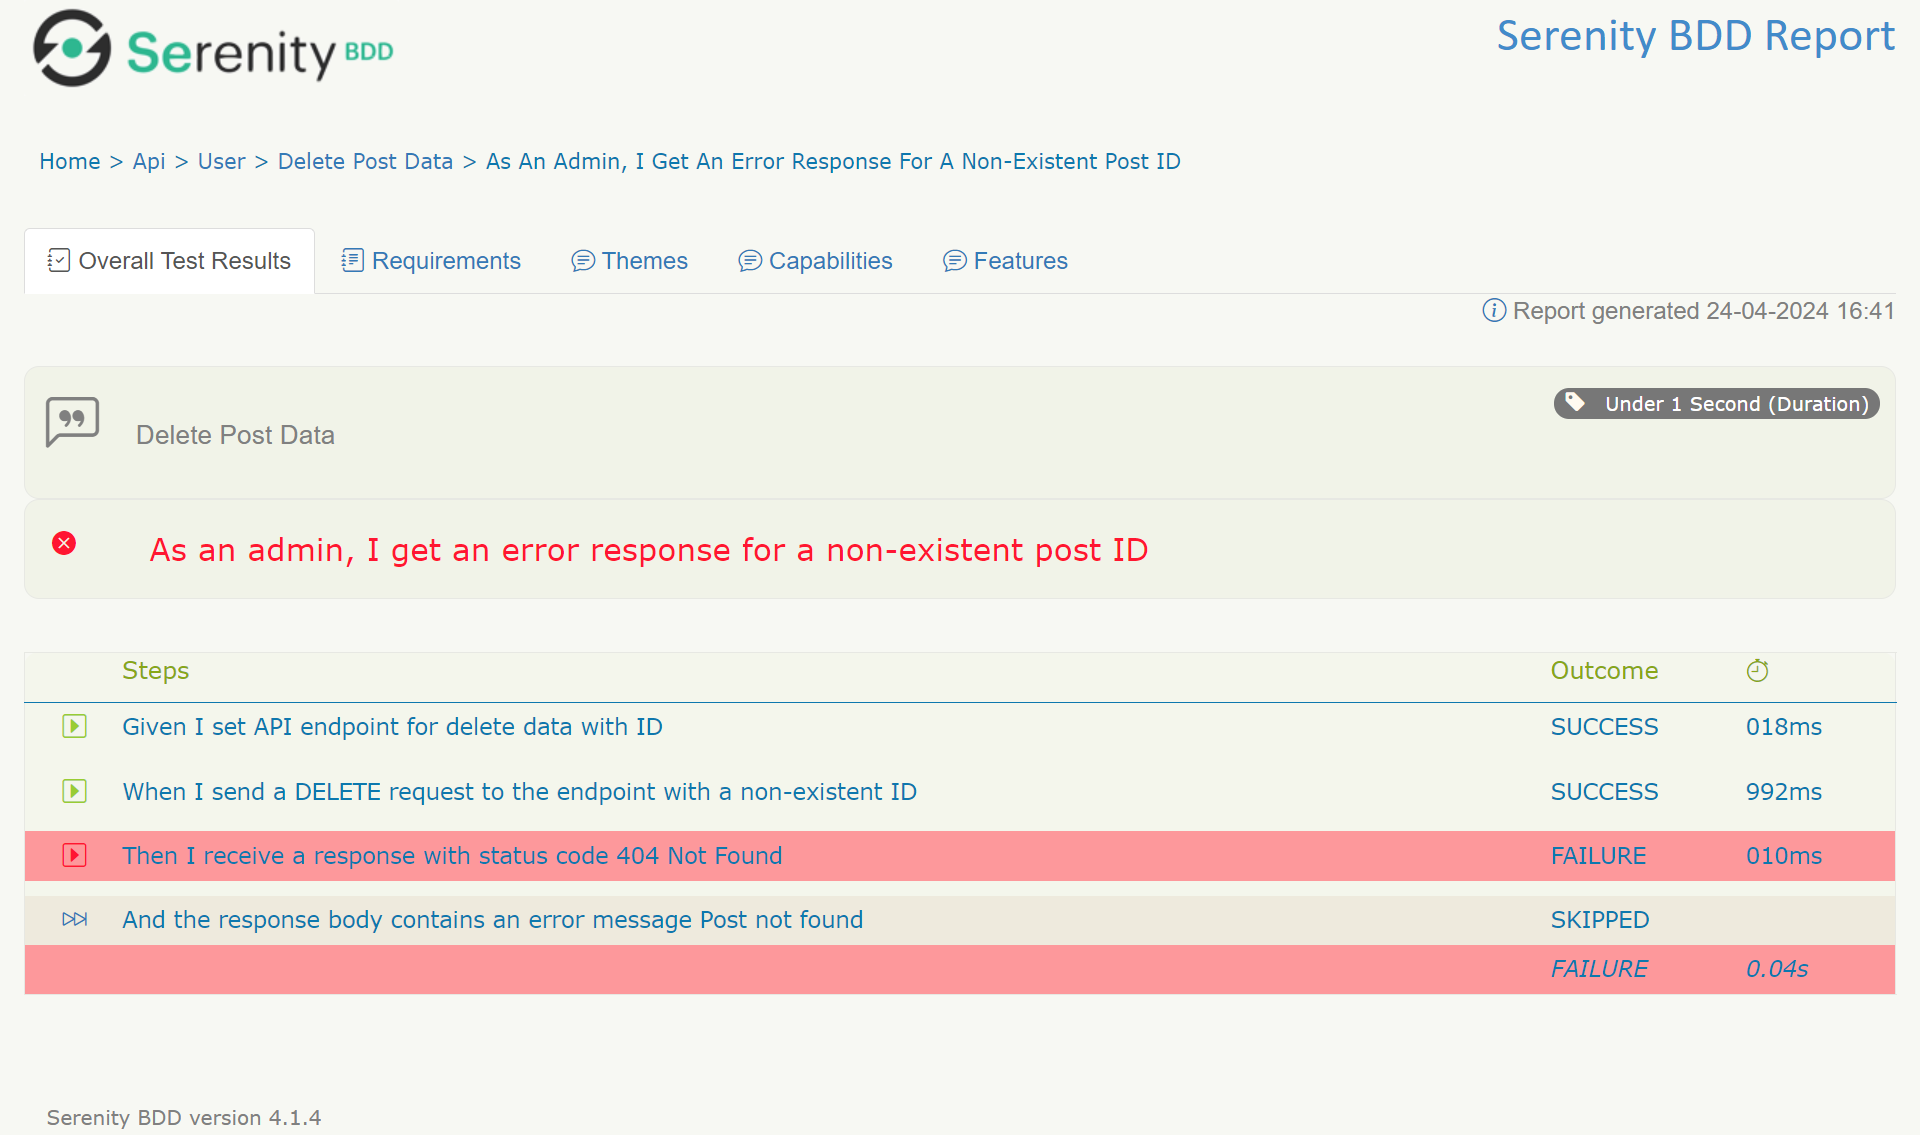 Serenity BDD
Serenity BDD Report
Home > Api > User > Delete Post Data > As An Admin, I Get An Error Response For A Non-Existent Post ID
Overall Test Results Requirements Themes Capabilities Features
Report generated 24-04-2024 16:41
Under 1 Second (Duration)
Delete Post Data
As an admin, I get an error response for a non-existent post ID
Steps Outcome
Given I set API endpoint for delete data with ID SUCCESS 018ms
When I send a DELETE request to the endpoint with a non-existent ID SUCCESS 992ms
Then I receive a response with status code 404 Not Found FAILURE 010ms
And the response body contains an error message Post not found SKIPPED
FAILURE 0.04s
Serenity BDD version 4.1.4